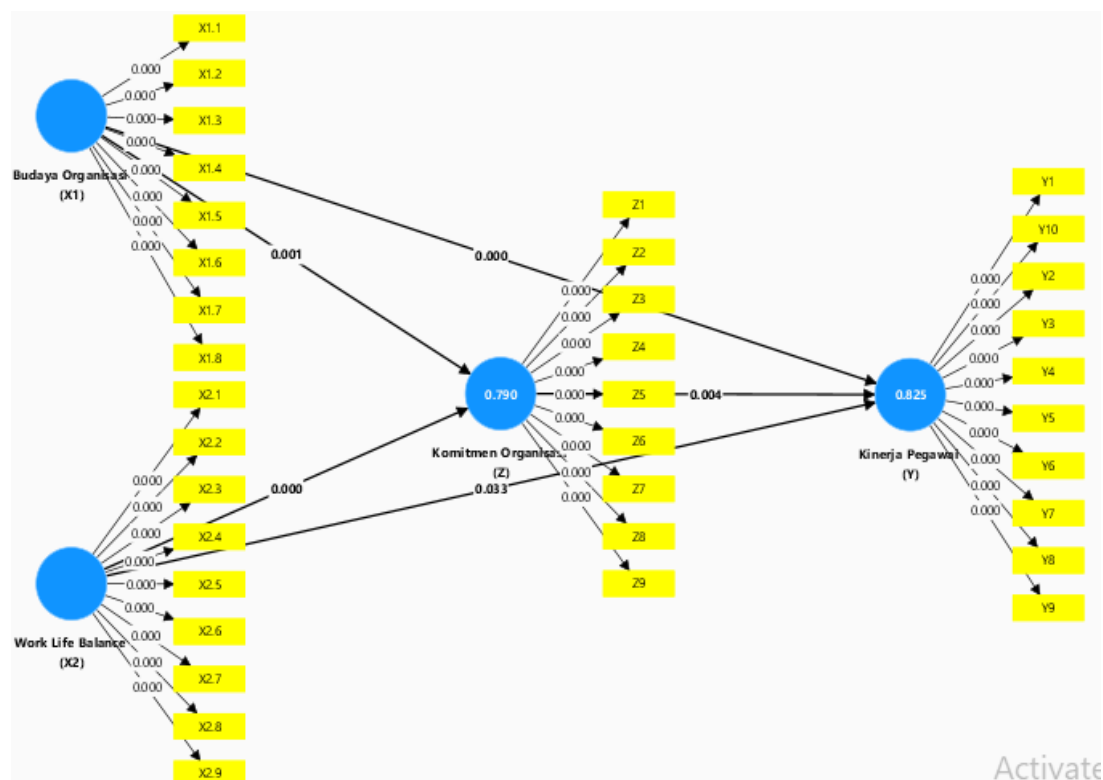 X1.1
X1.2
X1.3
X1.4
X1.5
X1.6
X1.7
X1.8
0.000
0.000
0.000
0.000
0.000
0.000
0.000
0.000
Budaya Organisasi
(X1)
0.001
0.000
X2.1
X2.2
X2.3
X2.4
X2.5
X2.6
X2.7
X2.8
X2.9
0.000
0.000
0.000
0.000
0.000
0.000
0.000
0.000
0.000
Work Life Balance
(X2)
0.000
0.033
Z1
Z2
Z3
Z4
Z5
Z6
Z7
Z8
Z9
0.000
0.000
0.000
0.000
0.000
0.000
0.000
0.000
0.000
0.790
Komitmen Organisa...
(Z)
0.004
Y1
Y10
Y2
Y3
Y4
Y5
Y6
Y7
Y8
Y9
0.000
0.000
0.000
0.000
0.000
0.000
0.000
0.000
0.000
0.000
0.825
Kinerja Pegawai
(Y)
Activate